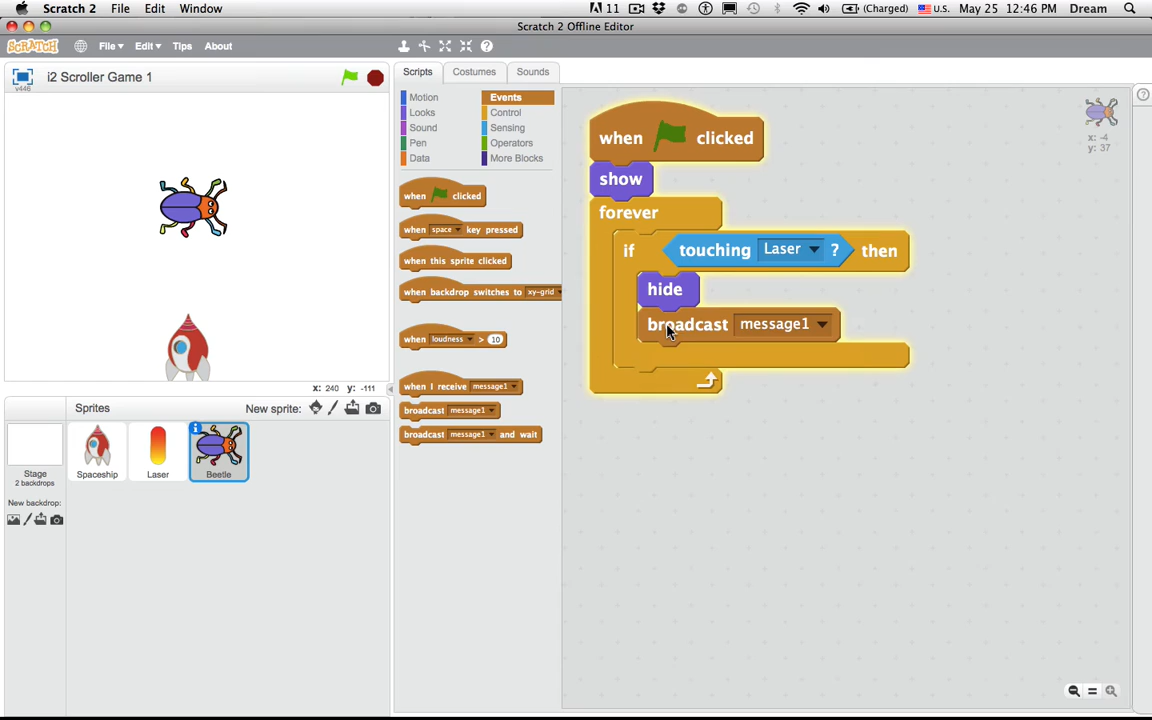 Scratch 2 File Edit Window 11 (Charged) U.S. May 25 12:46 PM Dream
Scratch 2 Offline Editor
SCRATCH File Edit Tips About
i2 Scroller Game 1
v446
Scripts Costumes Sounds
Motion Events
Looks Control
Sound Sensing
Pen Operators
Data More Blocks
when clicked
when space key pressed
when this sprite clicked
when backdrop switches to xy-grid
when loudness > 10
when I receive message1
broadcast message1
broadcast message1 and wait
x: -4
y: 37
when clicked
show
forever
if touching Laser ? then
hide
broadcast message1
x: 240 y: -111
Sprites New sprite:
Stage
2 backdrops
New backdrop:
Spaceship
Laser
Beetle